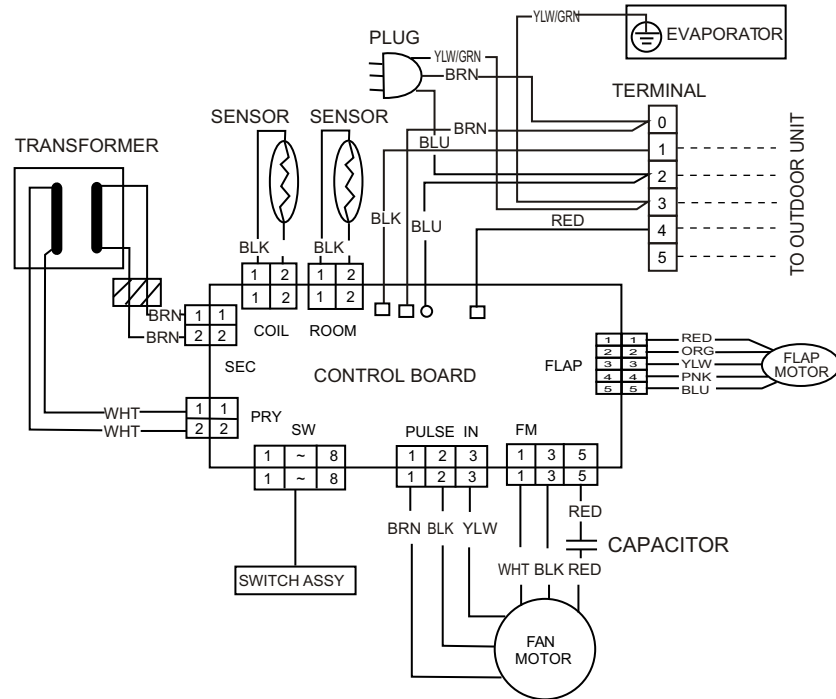 YLW/GRN
EVAPORATOR
PLUG
YLW/GRN
BRN
TERMINAL
SENSOR SENSOR
BRN
0
TRANSFORMER
BLU
1
2
3
BLK
BLU
RED
4
5
TO OUTDOOR UNIT
BLK BLK
1 2 1 2
1 2 1 2
COIL ROOM
BRN 1 1
BRN 2 2
SEC
CONTROL BOARD
FLAP
1 1 RED
2 2 ORG
3 3 YLW
4 4 PNK
5 5 BLU
FLAP
MOTOR
WHT 1 1
WHT 2 2
PRY
SW
PULSE IN
FM
1 ~ 8
1 ~ 8
1 2 3
1 2 3
1 3 5
1 3 5
BRN BLK YLW
RED
CAPACITOR
WHT BLK RED
SWITCH ASSY
FAN
MOTOR